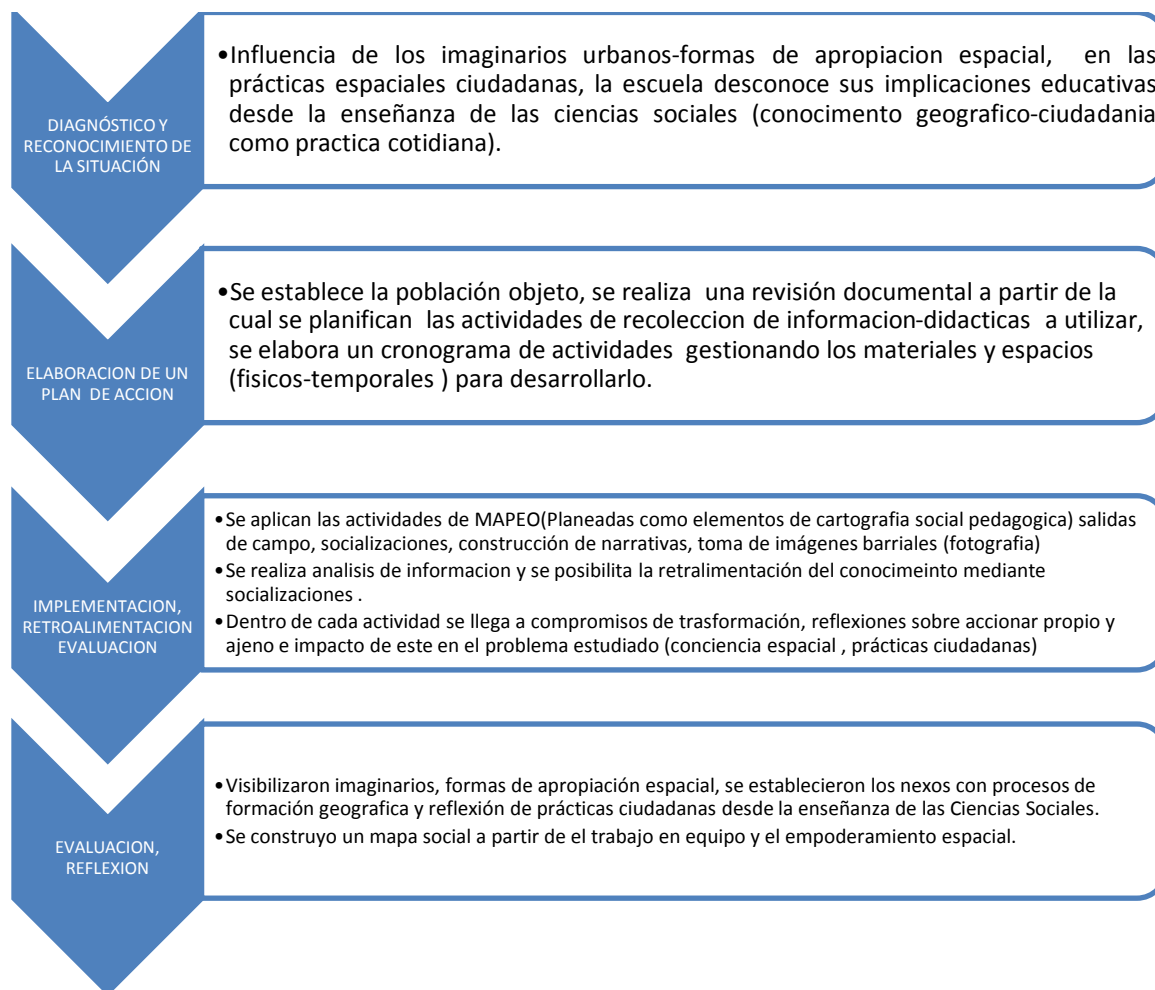 DIAGNÓSTICO Y
RECONOCIMIENTO DE
LA SITUACIÓN
•Influencia de los imaginarios urbanos-formas de apropiacion espacial, en las
prácticas espaciales ciudadanas, la escuela desconoce sus implicaciones educativas
desde la enseñanza de las ciencias sociales (conocimento geografico-ciudadania
como practica cotidiana).
ELABORACION DE UN
PLAN DE ACCION
•Se establece la población objeto, se realiza una revisión documental a partir de la
cual se planifican las actividades de recoleccion de informacion-didacticas a utilizar,
se elabora un cronograma de actividades gestionando los materiales y espacios
(fisicos-temporales ) para desarrollarlo.
IMPLEMENTACION,
RETROALIMENTACION
EVALUACION
•Se aplican las actividades de MAPEO(Planeadas como elementos de cartografia social pedagogica) salidas
de campo, socializaciones, construcción de narrativas, toma de imágenes barriales (fotografia)
•Se realiza analisis de informacion y se posibilita la retralimentación del conocimeinto mediante
socializaciones .
•Dentro de cada actividad se llega a compromisos de trasformación, reflexiones sobre accionar propio y
ajeno e impacto de este en el problema estudiado (conciencia espacial , prácticas ciudadanas)
EVALUACION,
REFLEXION
•Visibilizaron imaginarios, formas de apropiación espacial, se establecieron los nexos con procesos de
formación geografica y reflexión de prácticas ciudadanas desde la enseñanza de las Ciencias Sociales.
•Se construyo un mapa social a partir de el trabajo en equipo y el empoderamiento espacial.